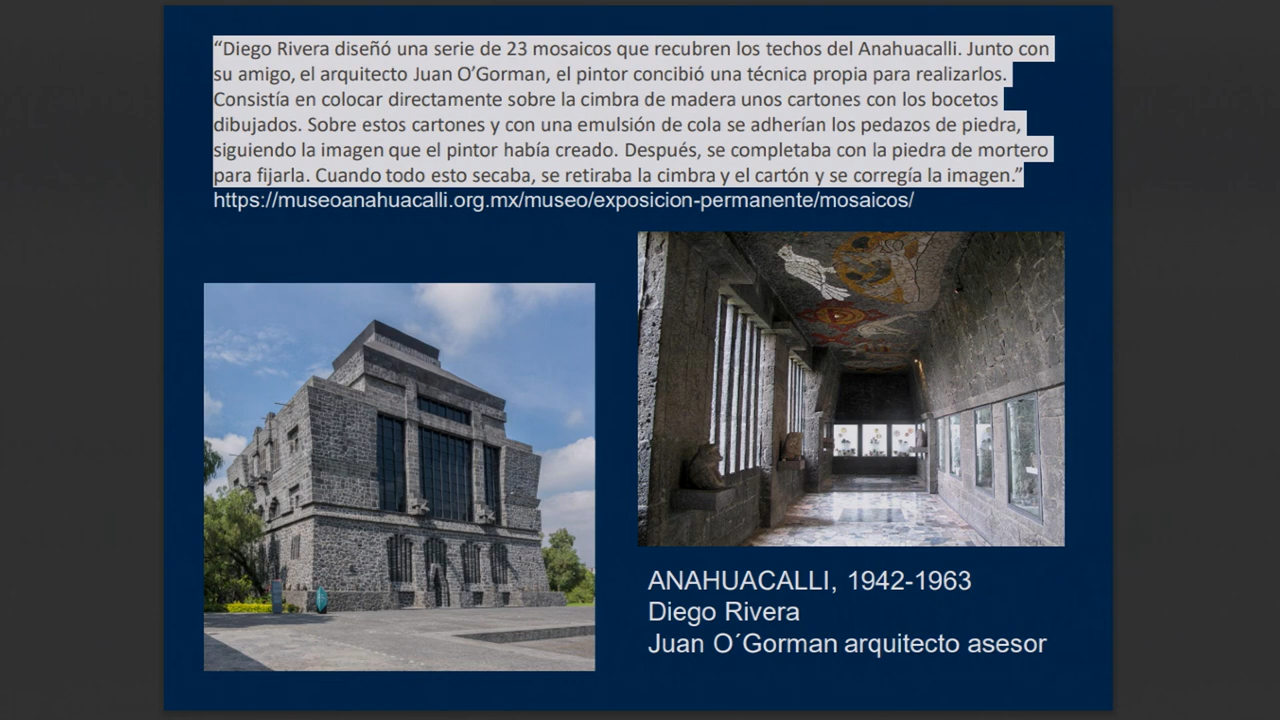 “Diego Rivera diseñó una serie de 23 mosaicos que recubren los techos del Anahuacalli. Junto con
su amigo, el arquitecto Juan O’Gorman, el pintor concibió una técnica propia para realizarlos.
Consistía en colocar directamente sobre la cimbra de madera unos cartones con los bocetos
dibujados. Sobre estos cartones y con una emulsión de cola se adherían los pedazos de piedra,
siguiendo la imagen que el pintor había creado. Después, se completaba con la piedra de mortero
para fijarla. Cuando todo esto secaba, se retiraba la cimbra y el cartón y se corregía la imagen.”
https://museoanahuacalli.org.mx/museo/exposicion-permanente/mosaicos/
ANAHUACALLI, 1942-1963
Diego Rivera
Juan O´Gorman arquitecto asesor